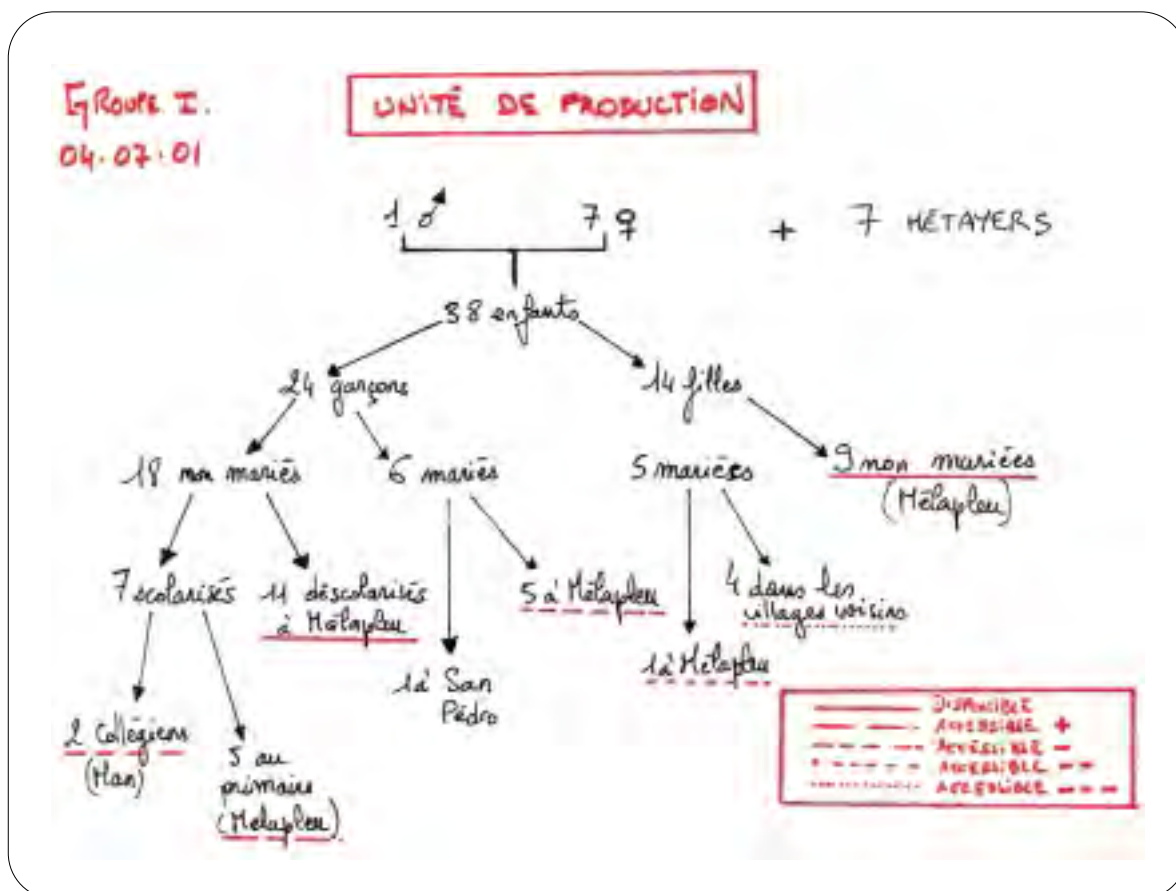 GROUPE I.
04.07.01
UNITÉ DE PRODUCTION
1 ♂ 7 ♀ + 7 MÉTAYERS
38 enfants
24 garçons 14 filles
18 non mariés 6 mariés 5 mariées 9 non mariées
(Mélapleu)
7 scolarisés 11 déscolarisés
à Mélapleu
5 à Mélapleu
4 dans les
villages voisins
1 à San
Pédro
1 à Mélapleu
2 Collégiens
(Man)
5 au
primaire
(Mélapleu)
DISPONIBLE
ACCESSIBLE +
ACCESSIBLE -
ACCESSIBLE --
ACCESSIBLE ---